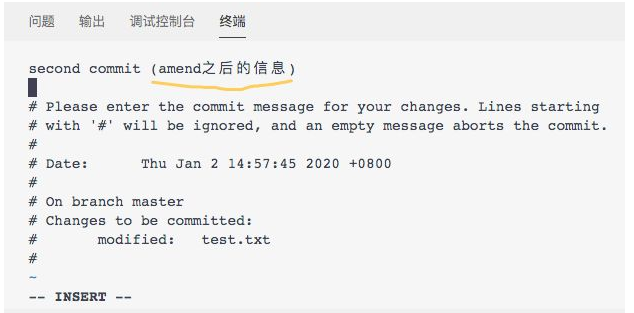 问题 输出 调试控制台 终端
second commit (amend之后的信息)
# Please enter the commit message for your changes. Lines starting
# with '#' will be ignored, and an empty message aborts the commit.
#
# Date:      Thu Jan 2 14:57:45 2020 +0800
#
# On branch master
# Changes to be committed:
#       modified:   test.txt
#
~
-- INSERT --